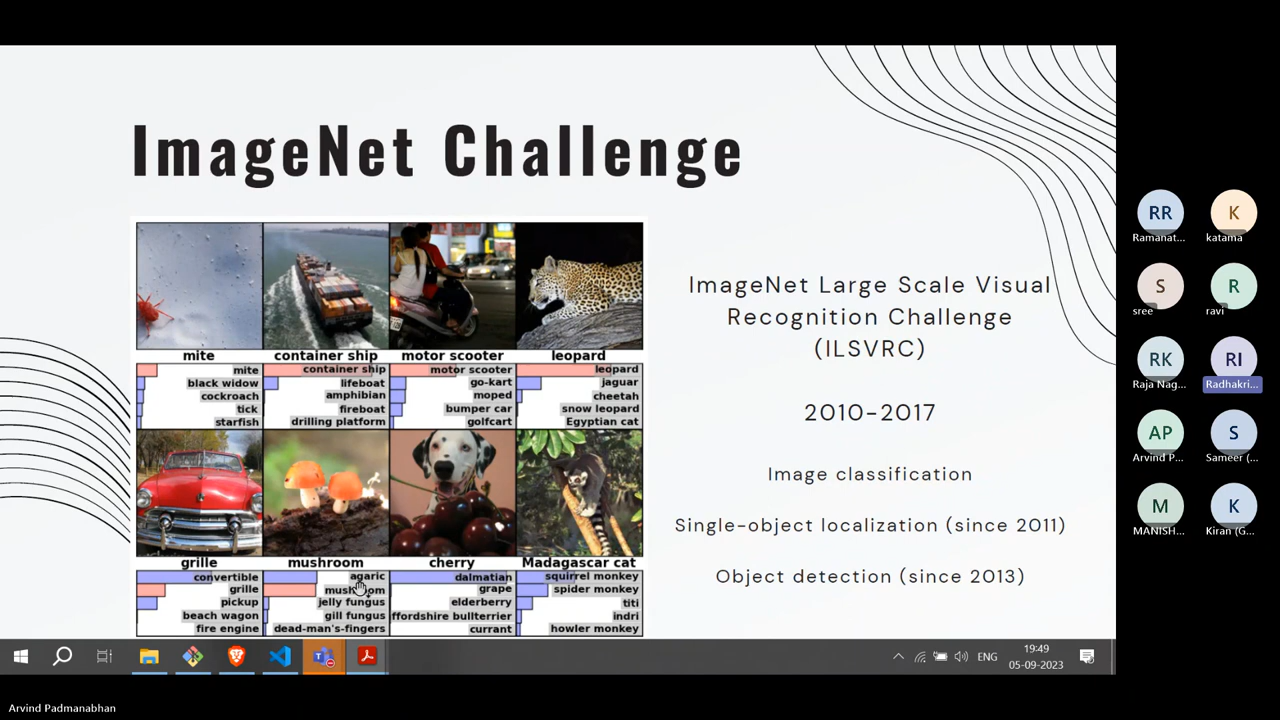 ImageNet Challenge
mite
container ship
motor scooter
leopard
mite
black widow
cockroach
tick
starfish
container ship
lifeboat
amphibian
fireboat
drilling platform
motor scooter
go-kart
moped
bumper car
golfcart
leopard
jaguar
cheetah
snow leopard
Egyptian cat
grille
mushroom
cherry
Madagascar cat
convertible
grille
pickup
beach wagon
fire engine
agaric
mushroom
jelly fungus
gill fungus
dead-man's-fingers
dalmatian
grape
elderberry
ffordshire bullterrier
currant
squirrel monkey
spider monkey
titi
indri
howler monkey
ImageNet Large Scale Visual
Recognition Challenge
(ILSVRC)
2010-2017
Image classification
Single-object localization (since 2011)
Object detection (since 2013)
RR
Ramanat...
K
katama
S
sree
R
ravi
RK
Raja Nag...
RI
Radhakri...
AP
Arvind P...
S
Sameer (...
M
MANISH...
K
Kiran (G...
ENG
19:49
05-09-2023
Arvind Padmanabhan